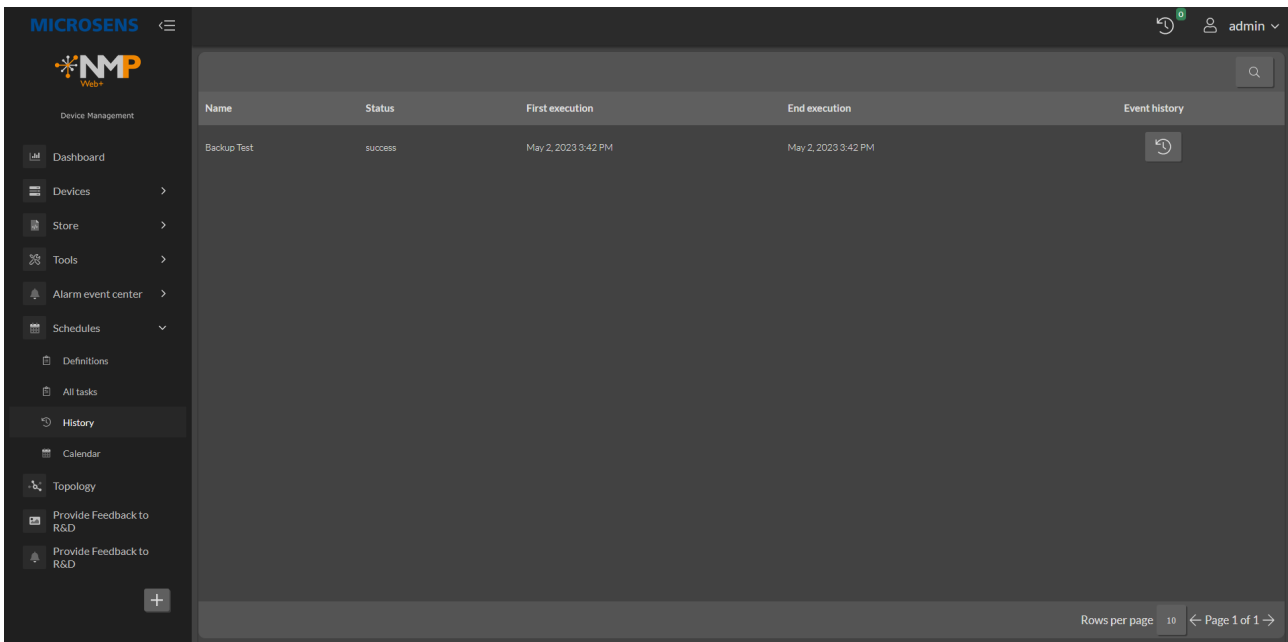 MICROSENS
0
admin
NMP
Web+
Device Management
Name Status First execution End execution Event history
Backup Test success May 2, 2023 3:42 PM May 2, 2023 3:42 PM
Dashboard
Devices
Store
Tools
Alarm event center
Schedules
Definitions
All tasks
History
Calendar
Topology
Provide Feedback to
R&D
Provide Feedback to
R&D
+
Rows per page 10 ← Page 1 of 1 →